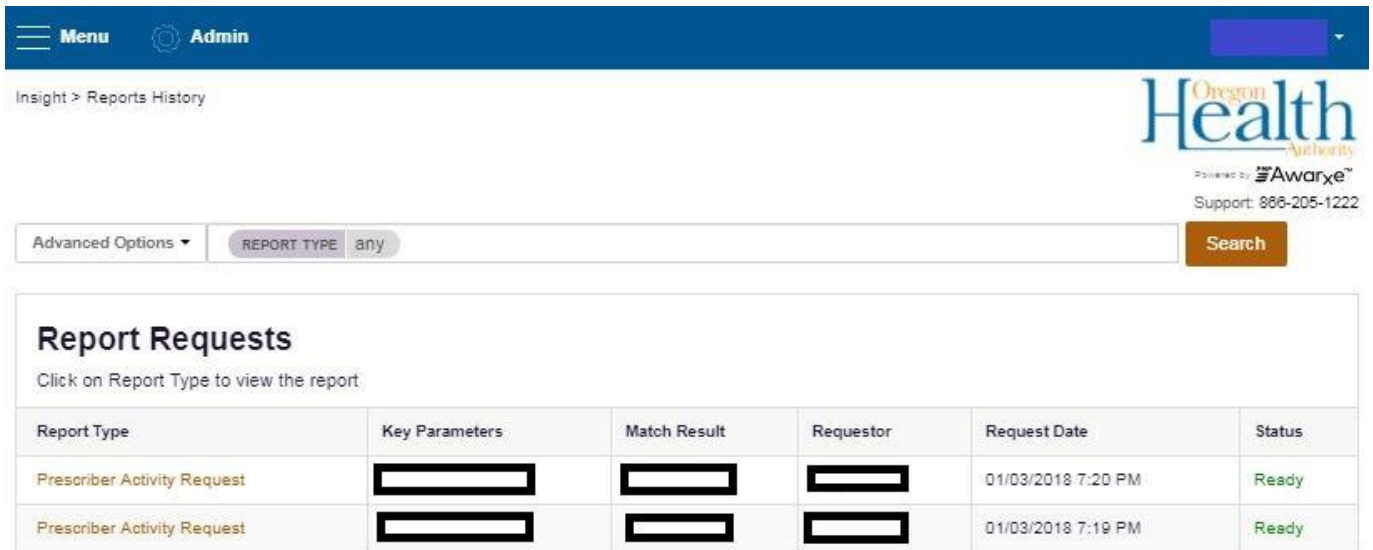 Menu Admin
Insight > Reports History
Oregon
Health
Authority
Powered by Awarxe™
Support: 866-205-1222
Advanced Options REPORT TYPE any Search
Report Requests
Click on Report Type to view the report
Report Type Key Parameters Match Result Requestor Request Date Status
Prescriber Activity Request 01/03/2018 7:20 PM Ready
Prescriber Activity Request 01/03/2018 7:19 PM Ready